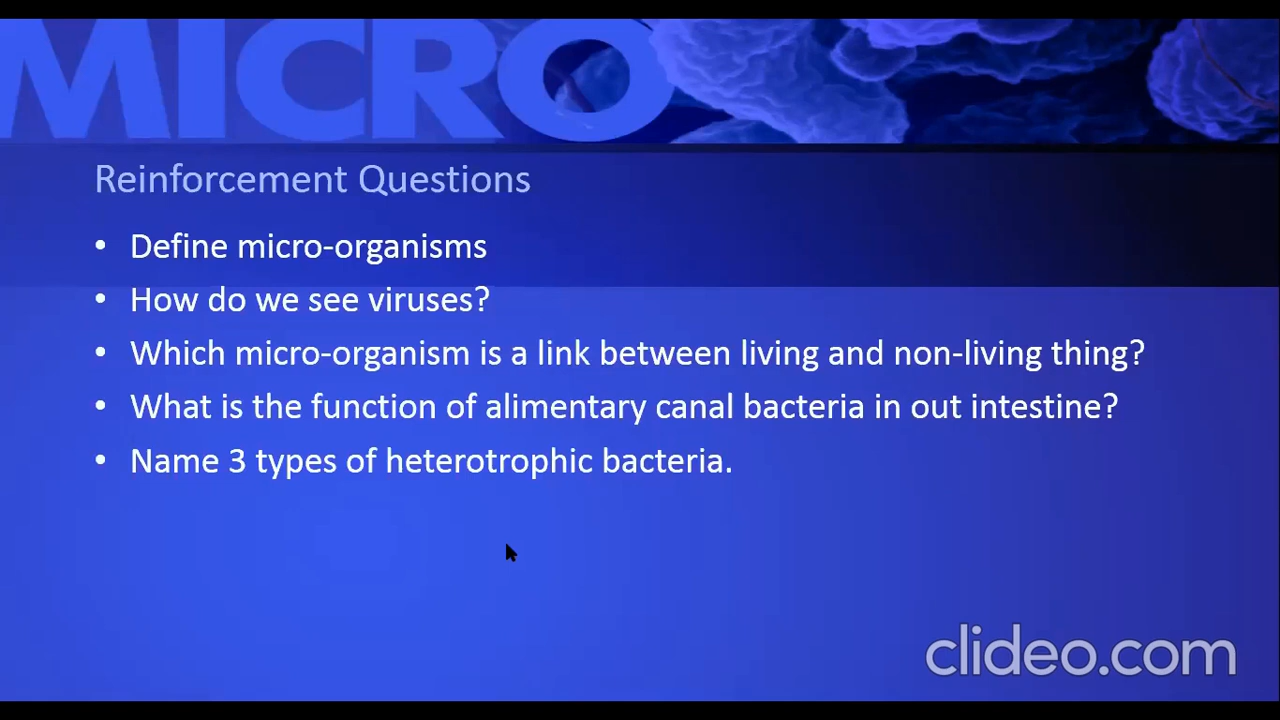 MICRO
Reinforcement Questions
• Define micro-organisms
• How do we see viruses?
• Which micro-organism is a link between living and non-living thing?
• What is the function of alimentary canal bacteria in out intestine?
• Name 3 types of heterotrophic bacteria.
clideo.com